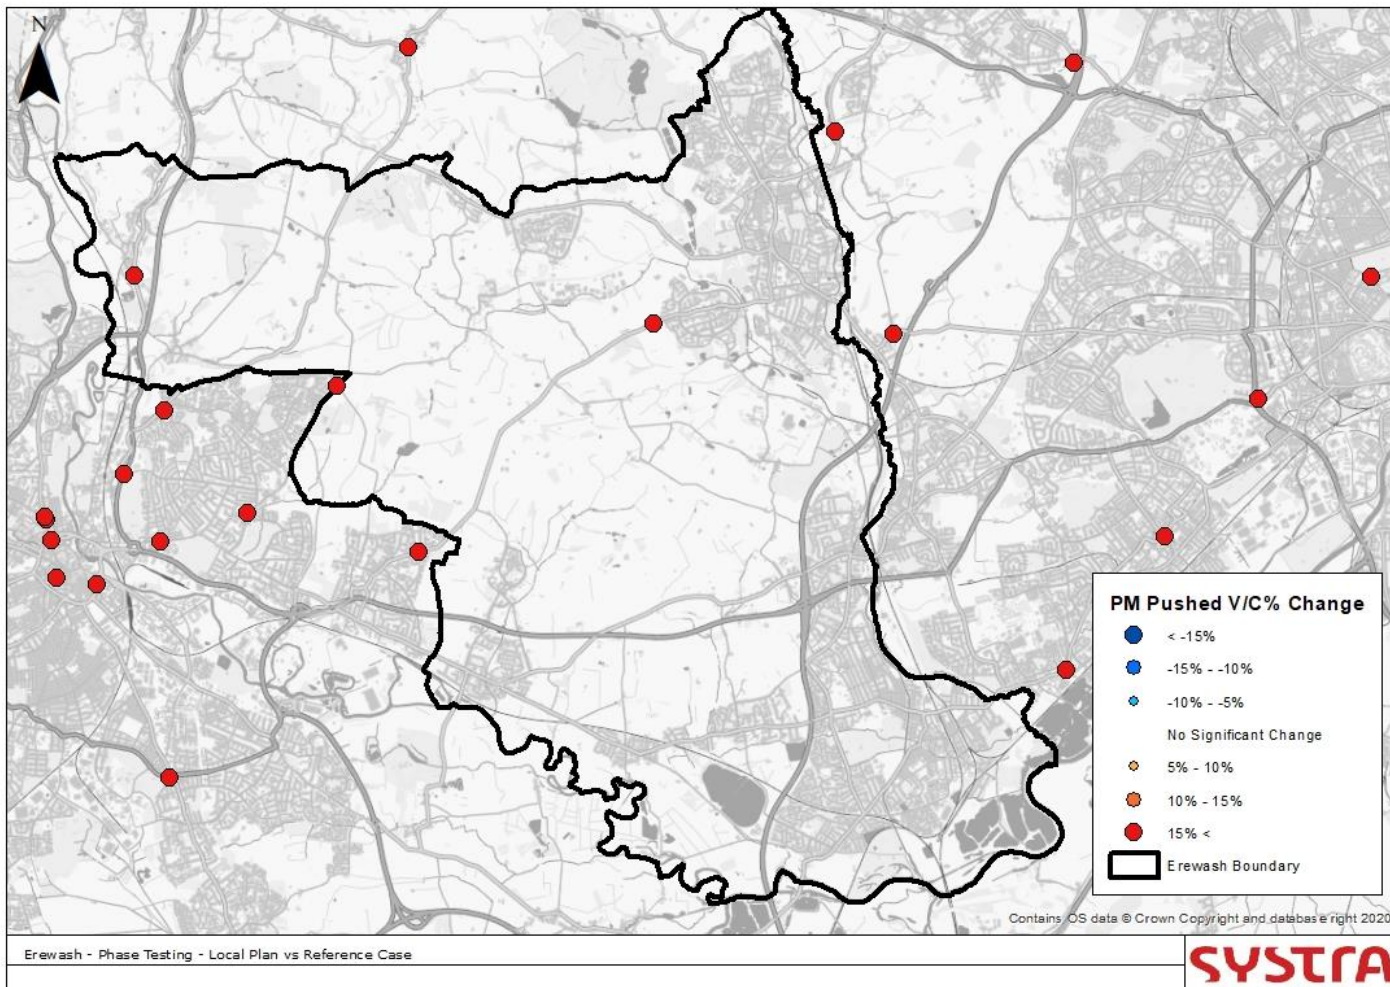 N
PM Pushed V/C% Change
< -15%
-15% - -10%
-10% - -5%
No Significant Change
5% - 10%
10% - 15%
15% <
Erewash Boundary
Contains OS data © Crown Copyright and database right 2020
Erewash - Phase Testing - Local Plan vs Reference Case
SYSTRA